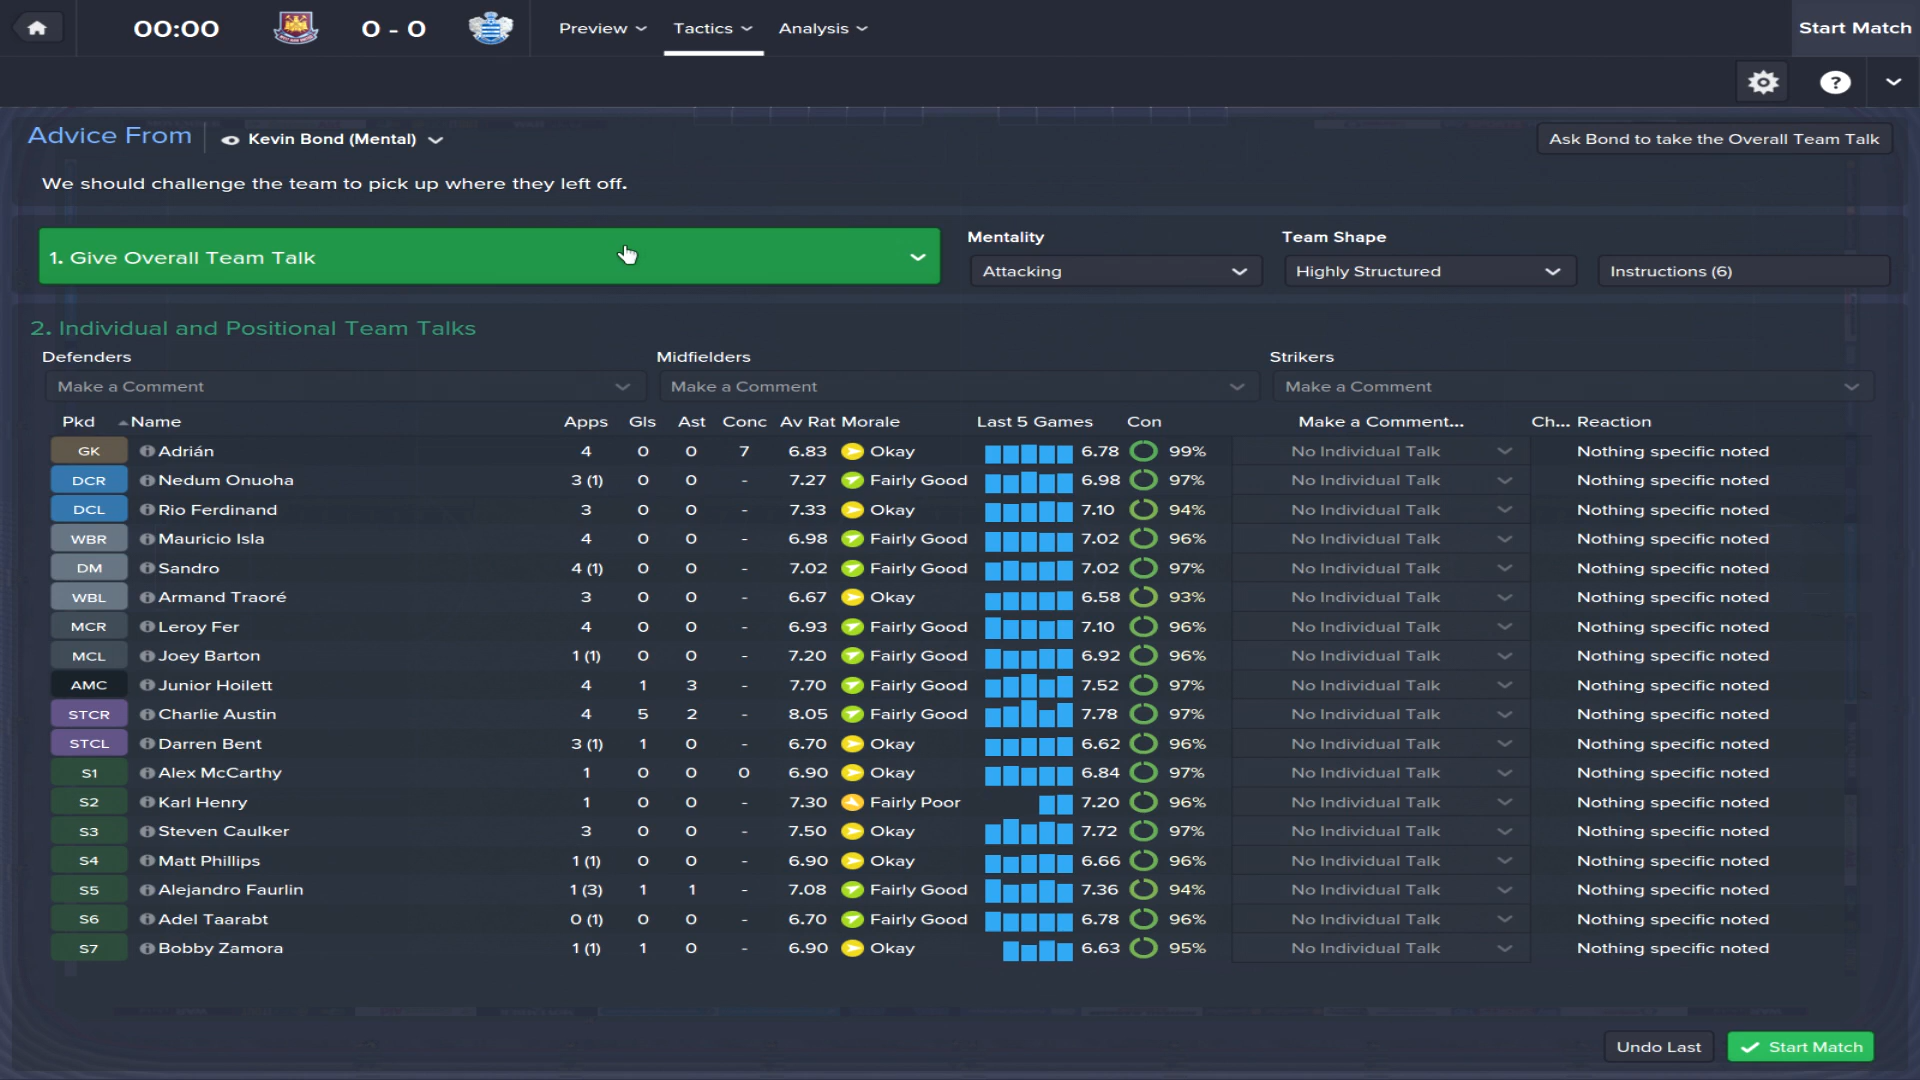 00:00 0 - 0 Preview Tactics Analysis Start Match
?
Advice From Kevin Bond (Mental) Ask Bond to take the Overall Team Talk
We should challenge the team to pick up where they left off.
Mentality Team Shape
1. Give Overall Team Talk Attacking Highly Structured Instructions (6)
2. Individual and Positional Team Talks
Defenders Midfielders Strikers
Make a Comment Make a Comment Make a Comment
Pkd Name Apps Gls Ast Conc Av Rat Morale Last 5 Games Con Make a Comment... Ch... Reaction
GK Adrián 4 0 0 7 6.83 Okay 6.78 99% No Individual Talk Nothing specific noted
DCR Nedum Onuoha 3 (1) 0 0 - 7.27 Fairly Good 6.98 97% No Individual Talk Nothing specific noted
DCL Rio Ferdinand 3 0 0 - 7.33 Okay 7.10 94% No Individual Talk Nothing specific noted
WBR Mauricio Isla 4 0 0 - 6.98 Fairly Good 7.02 96% No Individual Talk Nothing specific noted
DM Sandro 4 (1) 0 0 - 7.02 Fairly Good 7.02 97% No Individual Talk Nothing specific noted
WBL Armand Traoré 3 0 0 - 6.67 Okay 6.58 93% No Individual Talk Nothing specific noted
MCR Leroy Fer 4 0 0 - 6.93 Fairly Good 7.10 96% No Individual Talk Nothing specific noted
MCL Joey Barton 1 (1) 0 0 - 7.20 Fairly Good 6.92 96% No Individual Talk Nothing specific noted
AMC Junior Hoilett 4 1 3 - 7.70 Fairly Good 7.52 97% No Individual Talk Nothing specific noted
STCR Charlie Austin 4 5 2 - 8.05 Fairly Good 7.78 97% No Individual Talk Nothing specific noted
STCL Darren Bent 3 (1) 1 0 - 6.70 Okay 6.62 96% No Individual Talk Nothing specific noted
S1 Alex McCarthy 1 0 0 0 6.90 Okay 6.84 97% No Individual Talk Nothing specific noted
S2 Karl Henry 1 0 0 - 7.30 Fairly Poor 7.20 96% No Individual Talk Nothing specific noted
S3 Steven Caulker 3 0 0 - 7.50 Okay 7.72 97% No Individual Talk Nothing specific noted
S4 Matt Phillips 1 (1) 0 0 - 6.90 Okay 6.66 96% No Individual Talk Nothing specific noted
S5 Alejandro Faurlin 1 (3) 1 1 - 7.08 Fairly Good 7.36 94% No Individual Talk Nothing specific noted
S6 Adel Taarabt 0 (1) 0 0 - 6.70 Fairly Good 6.78 96% No Individual Talk Nothing specific noted
S7 Bobby Zamora 1 (1) 1 0 - 6.90 Okay 6.63 95% No Individual Talk Nothing specific noted
Undo Last Start Match